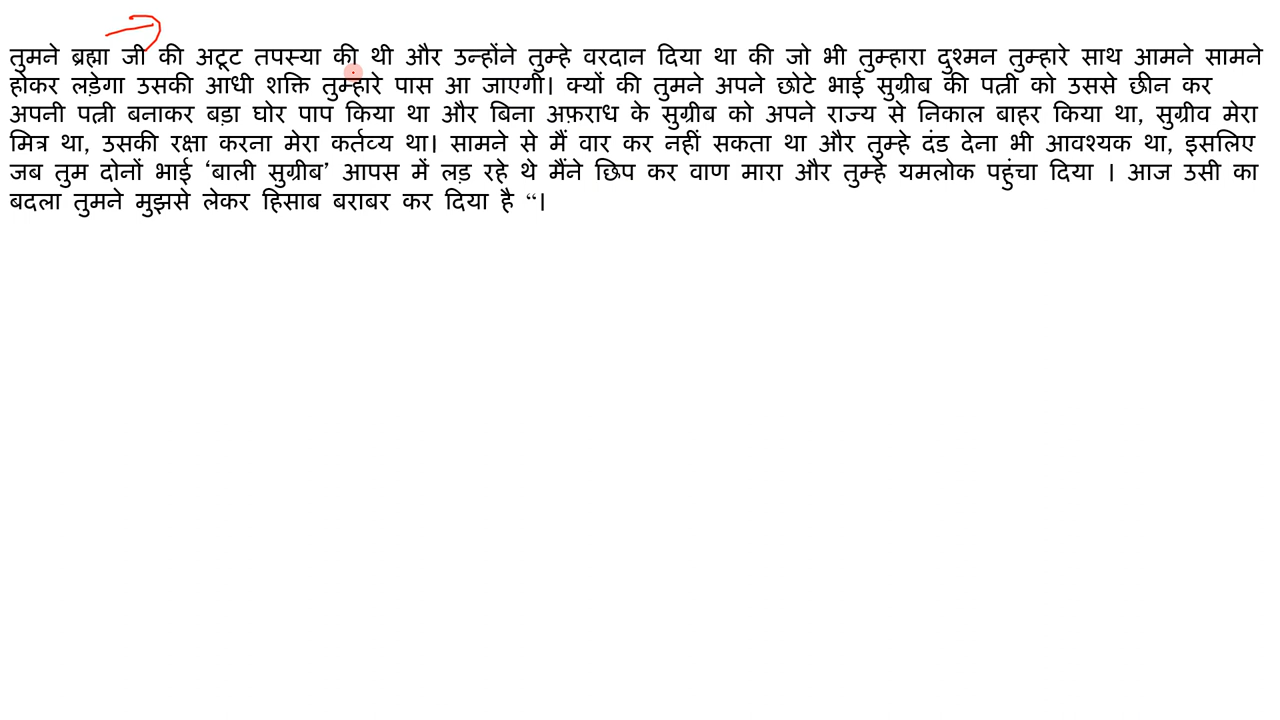 तुमने ब्रह्मा जी की अटूट तपस्या की थी और उन्होंने तुम्हे वरदान दिया था की जो भी तुम्हारा दुश्मन तुम्हारे साथ आमने सामने
होकर लड़ेगा उसकी आधी शक्ति तुम्हारे पास आ जाएगी। क्यों की तुमने अपने छोटे भाई सुग्रीब की पत्नी को उससे छीन कर
अपनी पत्नी बनाकर बड़ा घोर पाप किया था और बिना अफ़राध के सुग्रीब को अपने राज्य से निकाल बाहर किया था, सुग्रीव मेरा
मित्र था, उसकी रक्षा करना मेरा कर्तव्य था। सामने से मैं वार कर नहीं सकता था और तुम्हे दंड देना भी आवश्यक था, इसलिए
जब तुम दोनों भाई ‘बाली सुग्रीब’ आपस में लड़ रहे थे मैंने छिप कर वाण मारा और तुम्हे यमलोक पहुंचा दिया । आज उसी का
बदला तुमने मुझसे लेकर हिसाब बराबर कर दिया है “।